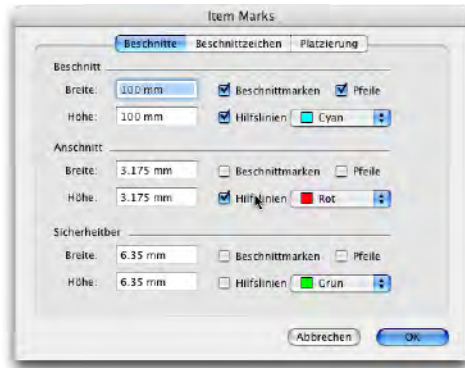 Item Marks
Beschnitte Beschnittzeichen Platzierung
Beschnitt
Breite: 100 mm Beschnittmarken Pfeile
Höhe: 100 mm Hilfslinien Cyan
Anschnitt
Breite: 3.175 mm Beschnittmarken Pfeile
Höhe: 3.175 mm Hilfslinien Rot
Sicherheitber
Breite: 6.35 mm Beschnittmarken Pfeile
Höhe: 6.35 mm Hilfslinien Grün
Abbrechen OK